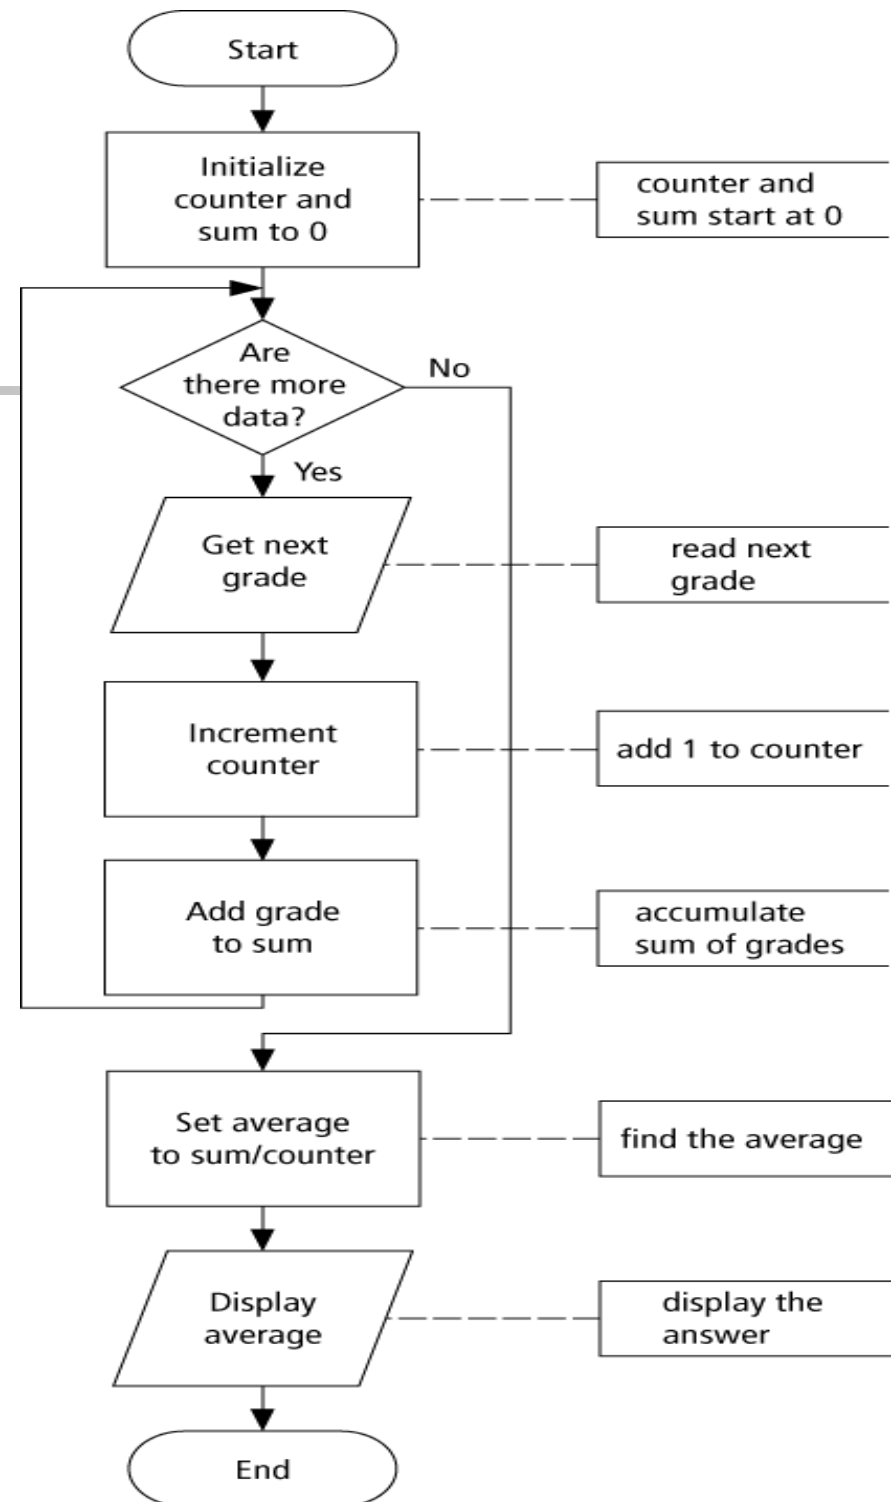 Start
Initialize
counter and
sum to 0
counter and
sum start at 0
Are
there more
data?
No
Yes
Get next
grade
read next
grade
Increment
counter
add 1 to counter
Add grade
to sum
accumulate
sum of grades
Set average
to sum/counter
find the average
Display
average
display the
answer
End